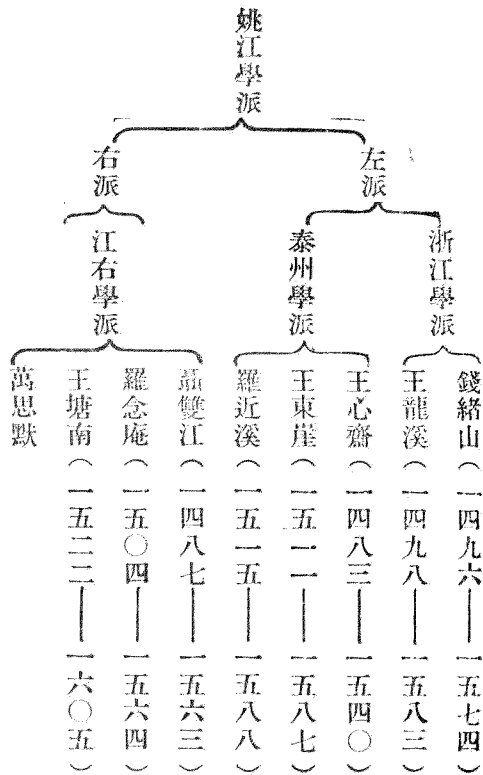 姚江學派
左派
右派
浙江學派
泰州學派
江右學派
錢緒山（一四九六——一五七四）
王龍溪（一四九八——一五八三）
王心齋（一四八三——一五四〇）
王東崖（一五一一——一五八七）
羅近溪（一五一五——一五八八）
聶雙江（一四八七——一五六三）
羅念庵（一五〇四——一五六四）
王塘南（一五二二——一六〇五）
萬思默